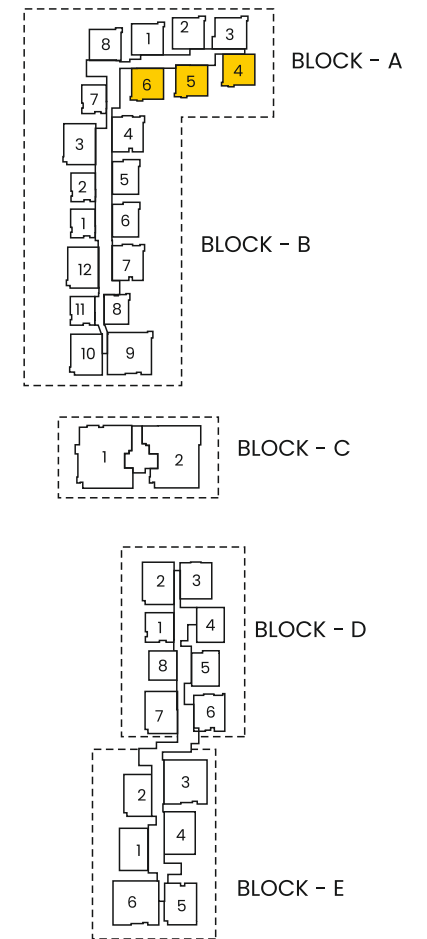 8 1 2 3
BLOCK - A
6 5 4
7
3 4
2 5
1 6
BLOCK - B
12 7
11 8
10 9
1 2
BLOCK - C
2 3
1 4
BLOCK - D
8 5
7 6
2 3
1 4
6 5
BLOCK - E